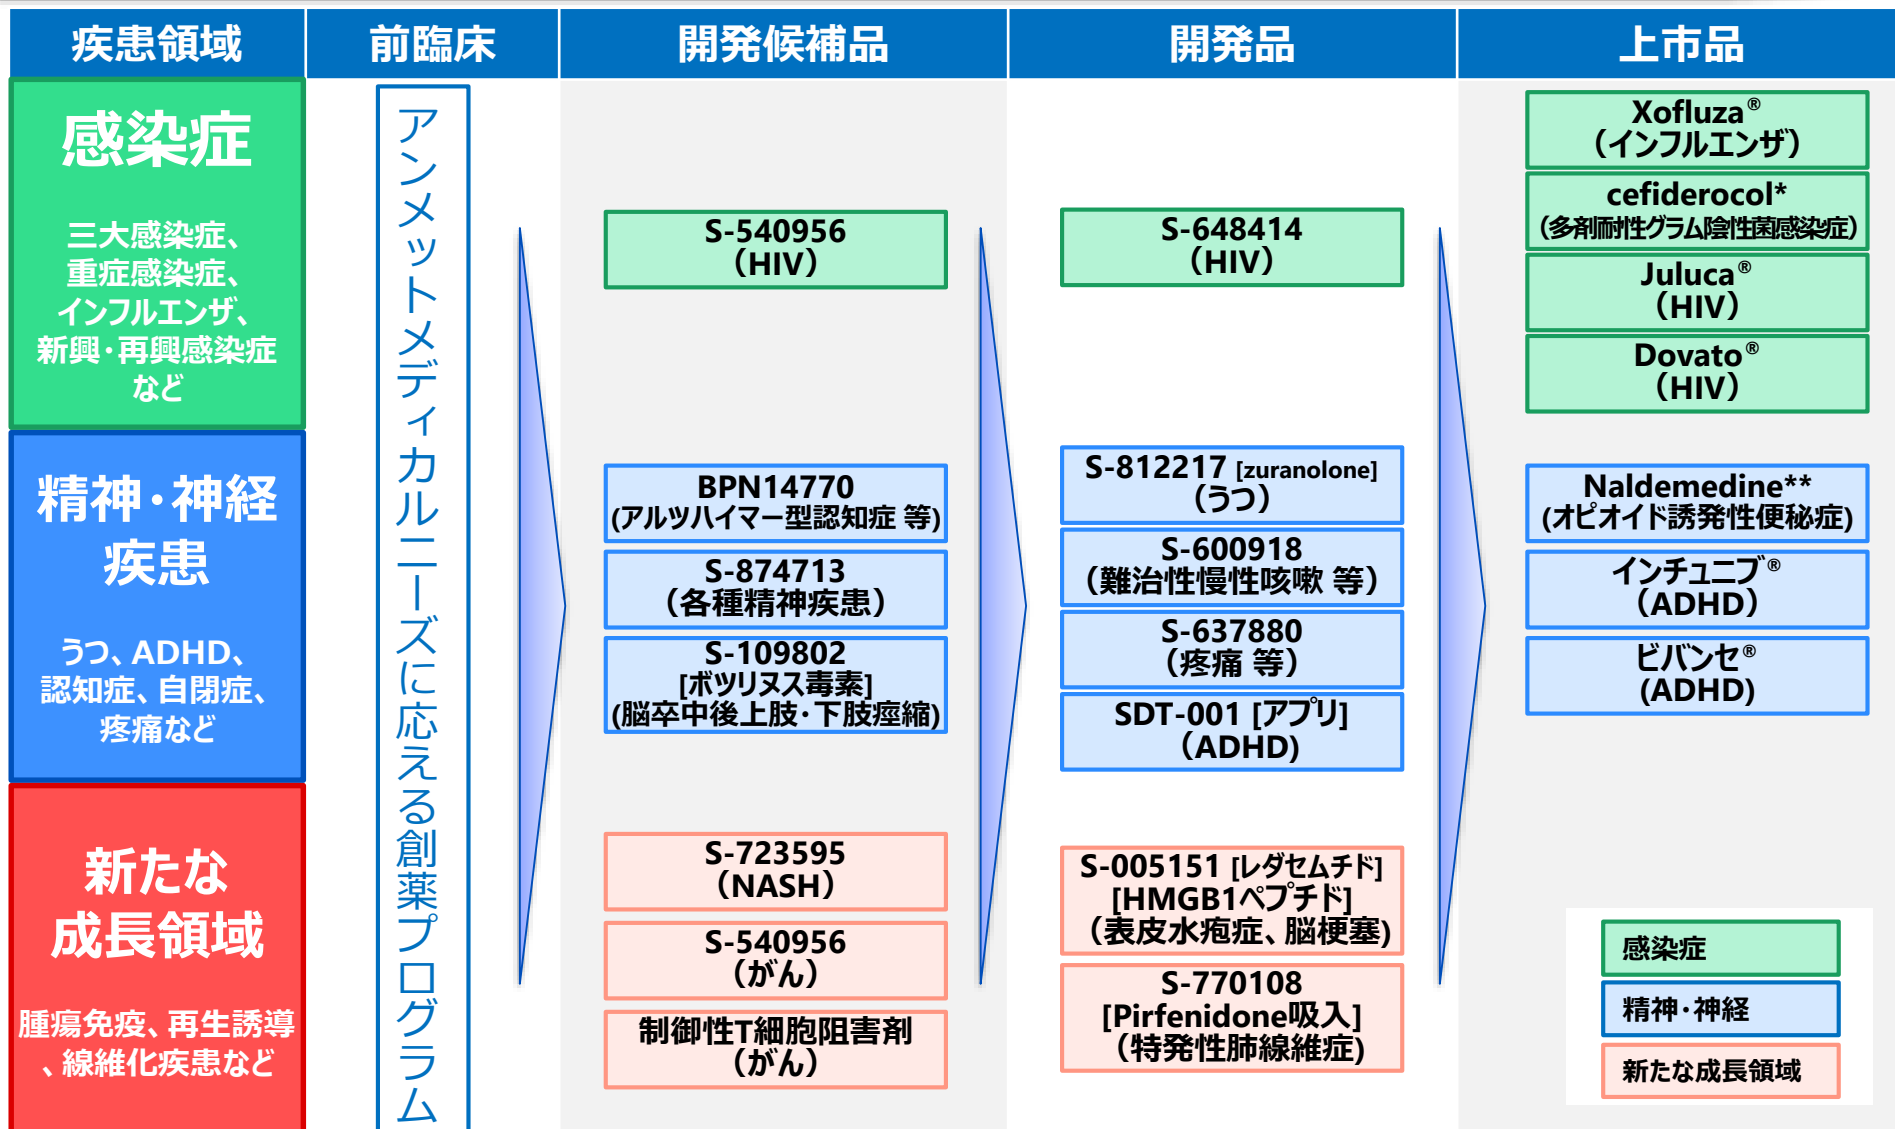 疾患領域
前臨床
開発候補品
開発品
上市品
感染症
三大感染症、
重症感染症、
インフルエンザ、
新興・再興感染症
など
精神・神経
疾患
うつ、ADHD、
認知症、自閉症、
疼痛など
新たな
成長領域
腫瘍免疫、再生誘導
、線維化疾患など
アンメットメディカルニーズに応える創薬プログラム
S-540956
（HIV）
BPN14770
(アルツハイマー型認知症 等)
S-874713
（各種精神疾患）
S-109802
[ボツリヌス毒素]
(脳卒中後上肢・下肢痙縮)
S-723595
（NASH）
S-540956
（がん）
制御性T細胞阻害剤
（がん）
S-648414
（HIV）
S-812217 [zuranolone]
（うつ）
S-600918
（難治性慢性咳嗽 等）
S-637880
（疼痛 等）
SDT-001 [アプリ]
（ADHD)
S-005151 [レダセムチド]
[HMGB1ペプチド]
（表皮水疱症、脳梗塞)
S-770108
[Pirfenidone吸入]
（特発性肺線維症)
Xofluza®
（インフルエンザ）
cefiderocol*
（多剤耐性グラム陰性菌感染症）
Juluca®
（HIV）
Dovato®
（HIV）
Naldemedine**
(オピオイド誘発性便秘症)
インチュニブ®
（ADHD）
ビバンセ®
(ADHD)
感染症
精神・神経
新たな成長領域